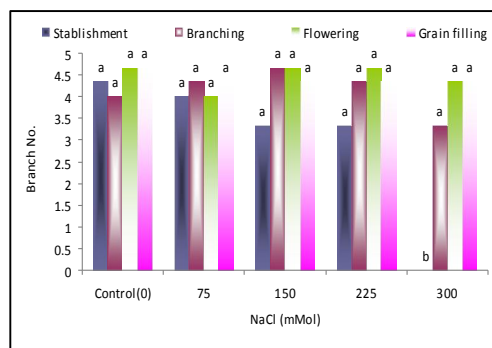 Stablishment Branching Flowering Grain filling
Branch No.
5
4.5
4
3.5
3
2.5
2
1.5
1
0.5
0
a a a a
a a a a
a a a a
a a a a
b a a a
Control(0) 75 150 225 300
NaCl (mMol)